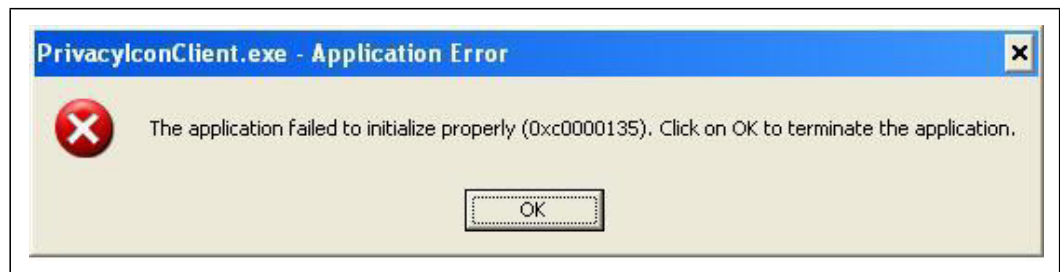 PrivacyIconClient.exe - Application Error
The application failed to initialize properly (0xc0000135). Click on OK to terminate the application.
OK